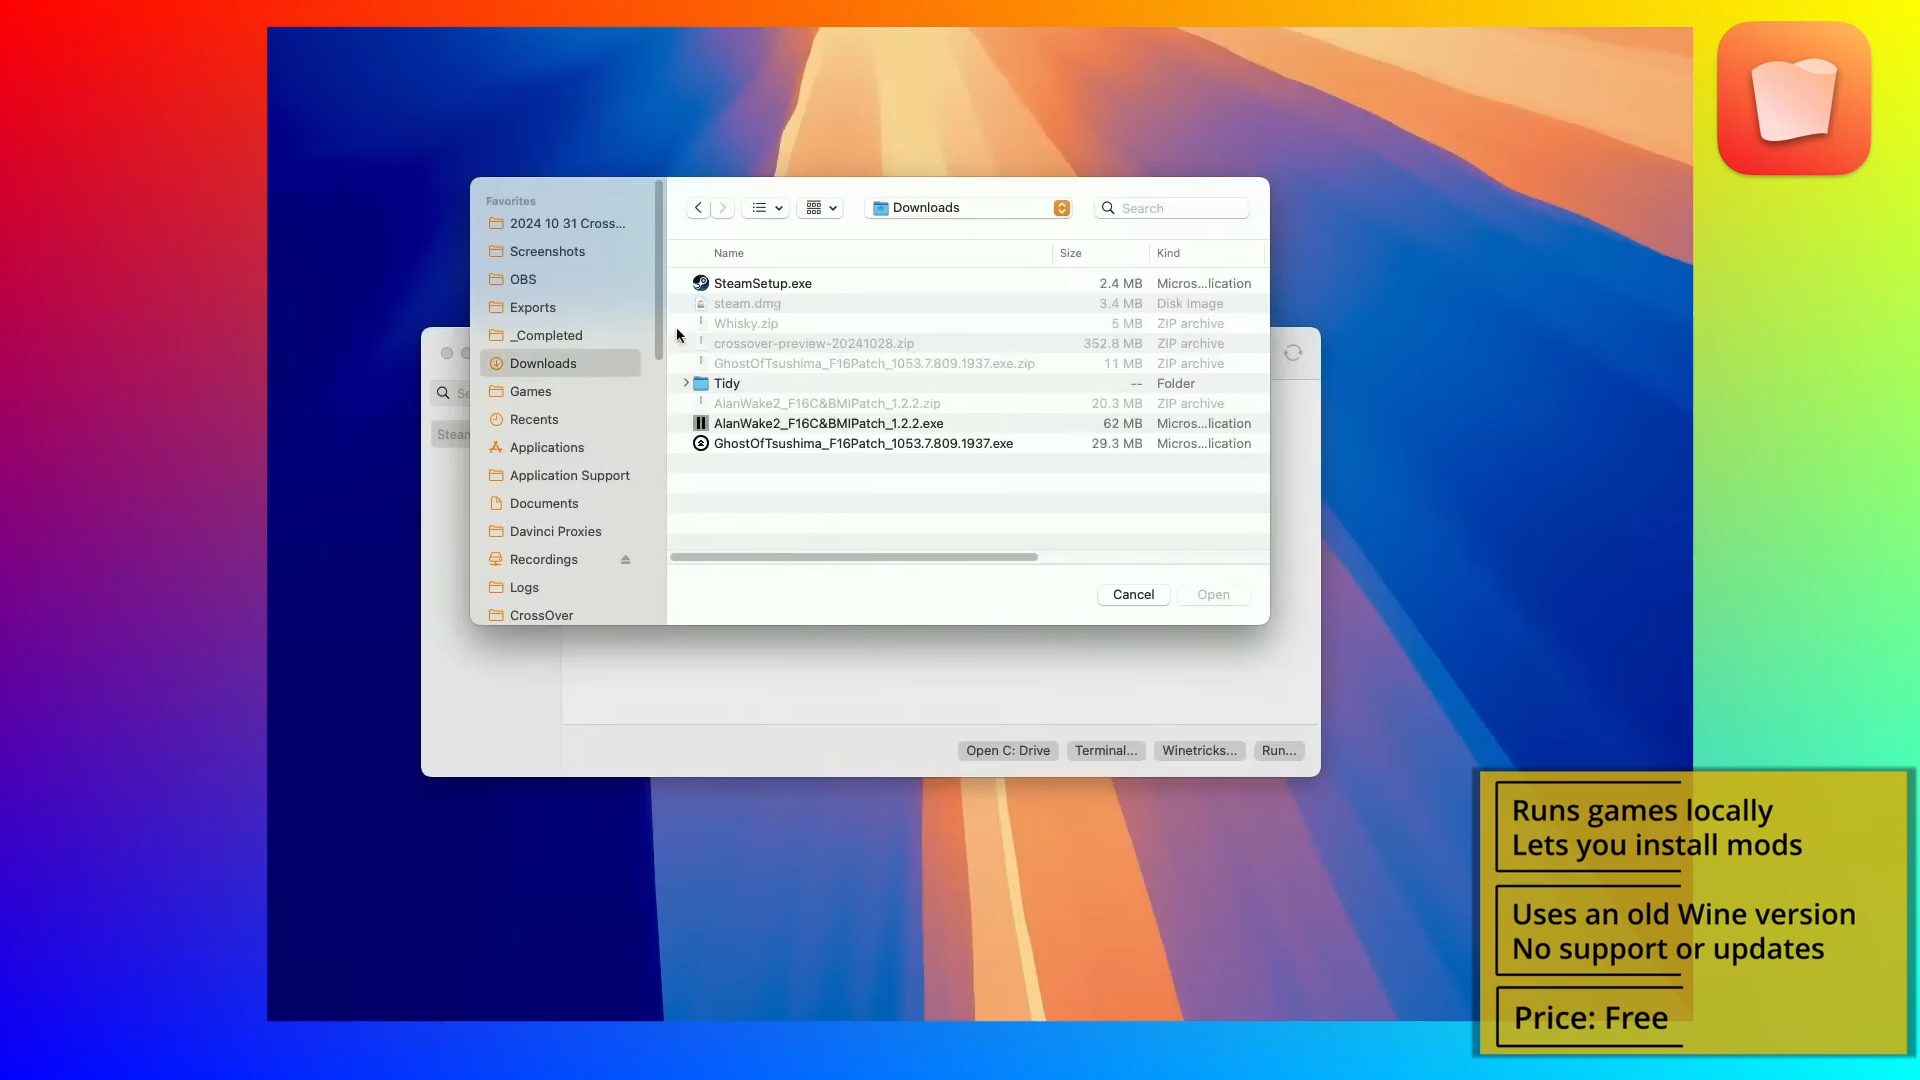 Favorites
2024 10 31 Cross...
Screenshots
OBS
Exports
_Completed
Downloads
Games
Recents
Applications
Application Support
Documents
Davinci Proxies
Recordings
Logs
CrossOver
Downloads
Search
Name Size Kind
SteamSetup.exe 2.4 MB Micros...lication
steam.dmg 3.4 MB Disk Image
Whisky.zip 5 MB ZIP archive
crossover-preview-20241028.zip 352.8 MB ZIP archive
GhostOfTsushima_F16Patch_1053.7.809.1937.exe.zip 11 MB ZIP archive
Tidy -- Folder
AlanWake2_F16C&BMIPatch_1.2.2.zip 20.3 MB ZIP archive
AlanWake2_F16C&BMIPatch_1.2.2.exe 62 MB Micros...lication
GhostOfTsushima_F16Patch_1053.7.809.1937.exe 29.3 MB Micros...lication
Cancel Open
Se
Stean
Open C: Drive Terminal... Winetricks... Run...
Runs games locally
Lets you install mods
Uses an old Wine version
No support or updates
Price: Free